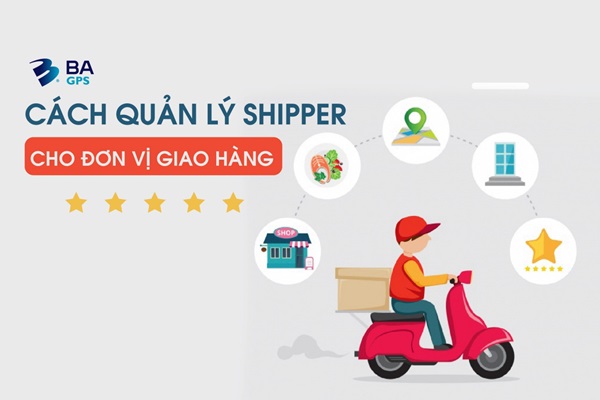 BA
GPS
CÁCH QUẢN LÝ SHIPPER
CHO ĐƠN VỊ GIAO HÀNG
SHOP